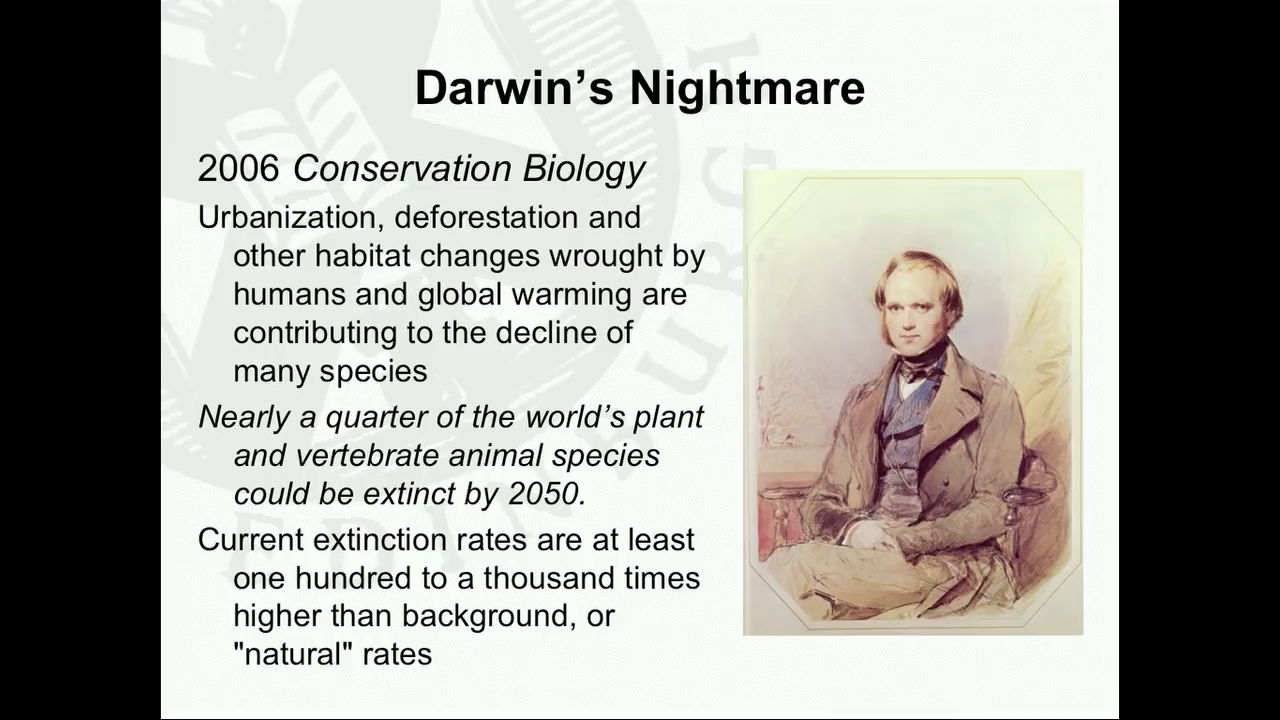 Darwin’s Nightmare
2006 Conservation Biology
Urbanization, deforestation and
other habitat changes wrought by
humans and global warming are
contributing to the decline of
many species
Nearly a quarter of the world’s plant
and vertebrate animal species
could be extinct by 2050.
Current extinction rates are at least
one hundred to a thousand times
higher than background, or
"natural" rates